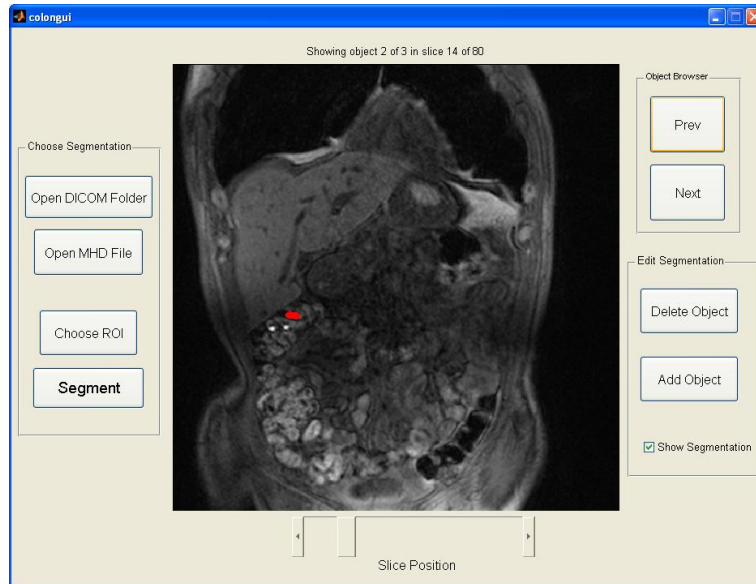 colongui
Showing object 2 of 3 in slice 14 of 80
Choose Segmentation
Open DICOM Folder
Open MHD File
Choose ROI
Segment
Object Browser
Prev
Next
Edit Segmentation
Delete Object
Add Object
Show Segmentation
Slice Position